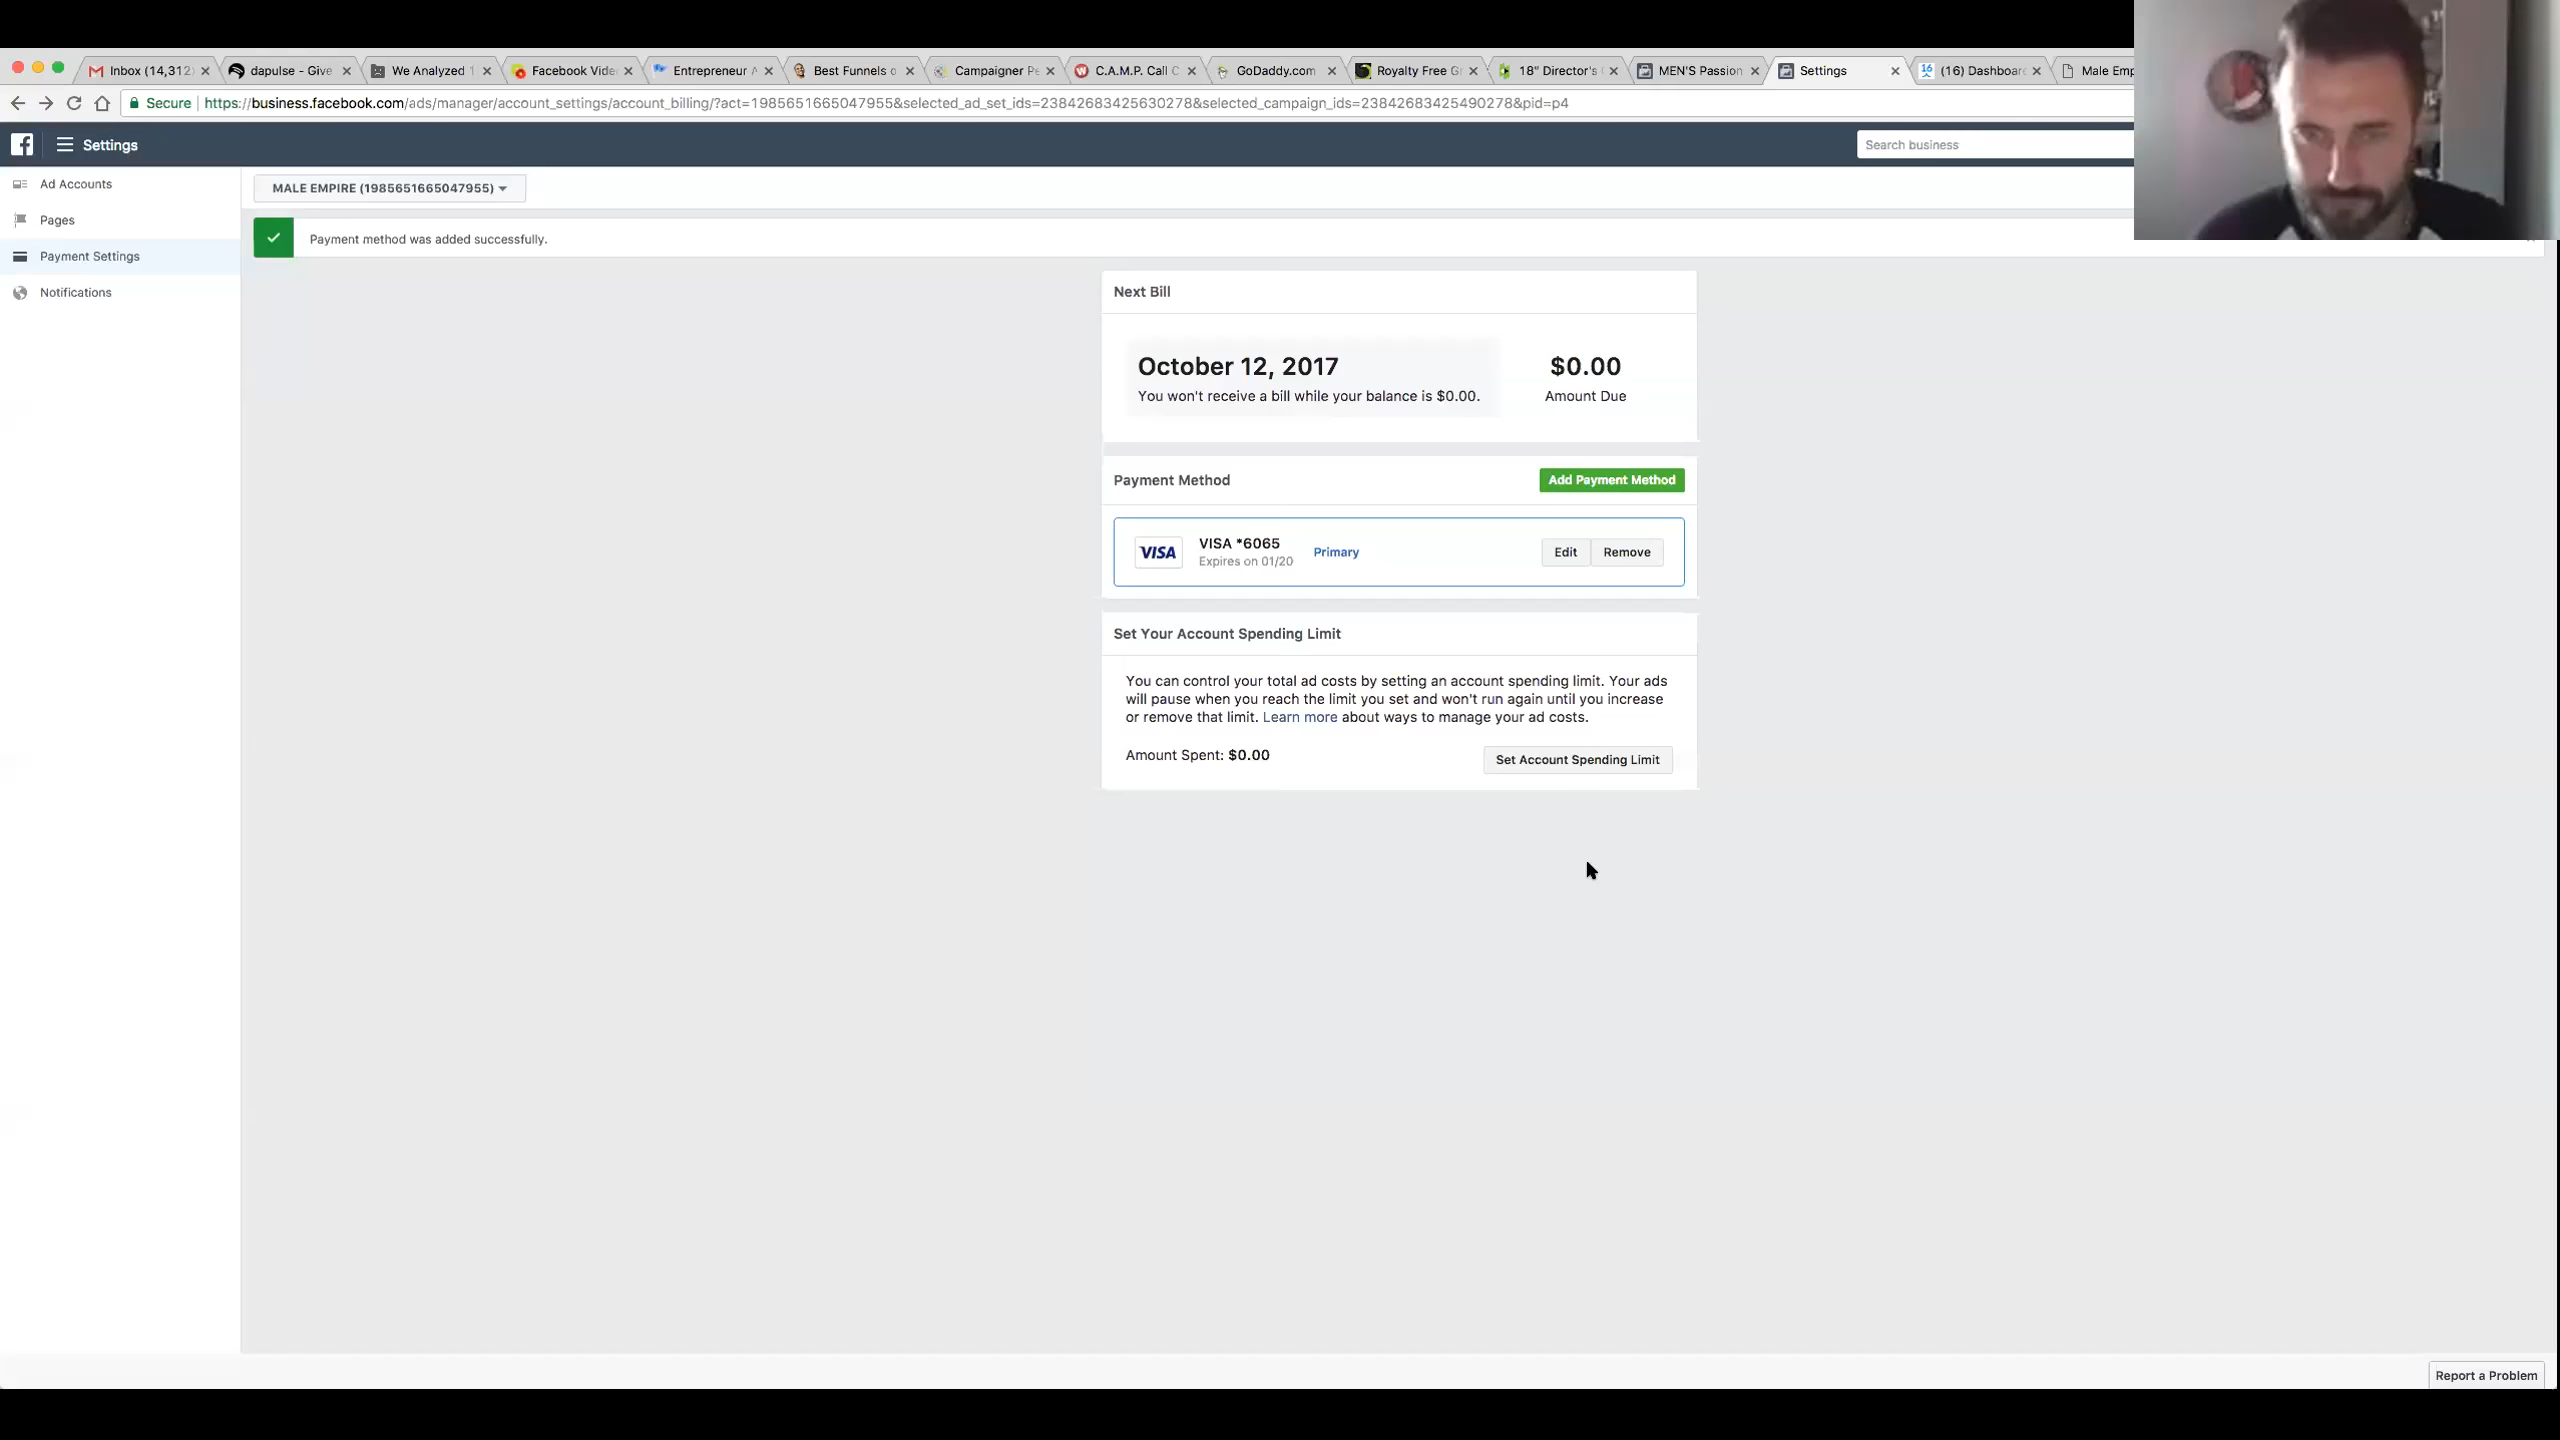 Inbox (14,312
dapulse - Give
We Analyzed 1
Facebook Vide
Entrepreneur A
Best Funnels o
Campaigner Pe
C.A.M.P. Call C
GoDaddy.com
Royalty Free Gr
18" Director's C
MEN'S Passion
Settings
(16) Dashboar
Male Emp
Secure
https://business.facebook.com/ads/manager/account_settings/account_billing/?act=1985651665047955&selected_ad_set_ids=23842683425630278&selected_campaign_ids=23842683425490278&pid=p4
Settings
Search business
Ad Accounts
Pages
Payment Settings
Notifications
MALE EMPIRE (1985651665047955)
Payment method was added successfully.
Next Bill
October 12, 2017
$0.00
You won't receive a bill while your balance is $0.00.
Amount Due
Payment Method
Add Payment Method
VISA
VISA *6065
Expires on 01/20
Primary
Edit
Remove
Set Your Account Spending Limit
You can control your total ad costs by setting an account spending limit. Your ads
will pause when you reach the limit you set and won't run again until you increase
or remove that limit. Learn more about ways to manage your ad costs.
Amount Spent: $0.00
Set Account Spending Limit
Report a Problem